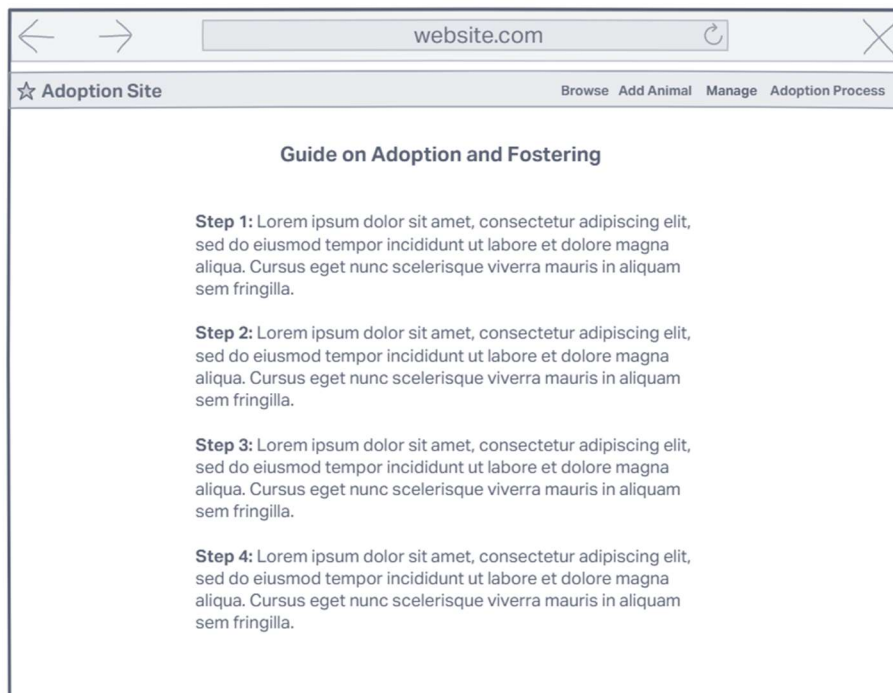 website.com
Adoption Site
Browse Add Animal Manage Adoption Process
Guide on Adoption and Fostering
Step 1: Lorem ipsum dolor sit amet, consectetur adipiscing elit,
sed do eiusmod tempor incididunt ut labore et dolore magna
aliqua. Cursus eget nunc scelerisque viverra mauris in aliquam
sem fringilla.
Step 2: Lorem ipsum dolor sit amet, consectetur adipiscing elit,
sed do eiusmod tempor incididunt ut labore et dolore magna
aliqua. Cursus eget nunc scelerisque viverra mauris in aliquam
sem fringilla.
Step 3: Lorem ipsum dolor sit amet, consectetur adipiscing elit,
sed do eiusmod tempor incididunt ut labore et dolore magna
aliqua. Cursus eget nunc scelerisque viverra mauris in aliquam
sem fringilla.
Step 4: Lorem ipsum dolor sit amet, consectetur adipiscing elit,
sed do eiusmod tempor incididunt ut labore et dolore magna
aliqua. Cursus eget nunc scelerisque viverra mauris in aliquam
sem fringilla.